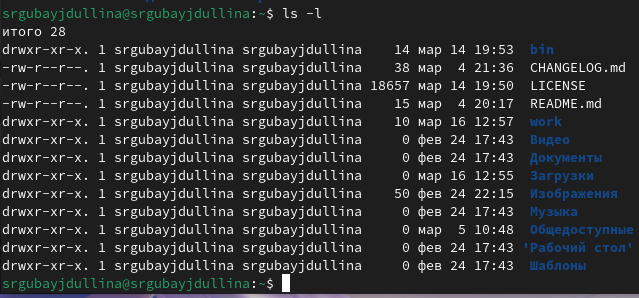 srgubayjdullina@srgubayjdullina:~$ ls -l
итого 28
drwxr-xr-x. 1 srgubayjdullina srgubayjdullina    14 мар 14 19:53  bin
-rw-r--r--. 1 srgubayjdullina srgubayjdullina    38 мар  4 21:36  CHANGELOG.md
-rw-r--r--. 1 srgubayjdullina srgubayjdullina 18657 мар 14 19:50  LICENSE
-rw-r--r--. 1 srgubayjdullina srgubayjdullina    15 мар  4 20:17  README.md
drwxr-xr-x. 1 srgubayjdullina srgubayjdullina    10 мар 16 12:57  work
drwxr-xr-x. 1 srgubayjdullina srgubayjdullina     0 фев 24 17:43  Видео
drwxr-xr-x. 1 srgubayjdullina srgubayjdullina     0 фев 24 17:43  Документы
drwxr-xr-x. 1 srgubayjdullina srgubayjdullina     0 мар 16 12:55  Загрузки
drwxr-xr-x. 1 srgubayjdullina srgubayjdullina    50 фев 24 22:15  Изображения
drwxr-xr-x. 1 srgubayjdullina srgubayjdullina     0 фев 24 17:43  Музыка
drwxr-xr-x. 1 srgubayjdullina srgubayjdullina     0 мар  5 10:48  Общедоступные
drwxr-xr-x. 1 srgubayjdullina srgubayjdullina     0 фев 24 17:43 'Рабочий стол'
drwxr-xr-x. 1 srgubayjdullina srgubayjdullina     0 фев 24 17:43  Шаблоны
srgubayjdullina@srgubayjdullina:~$